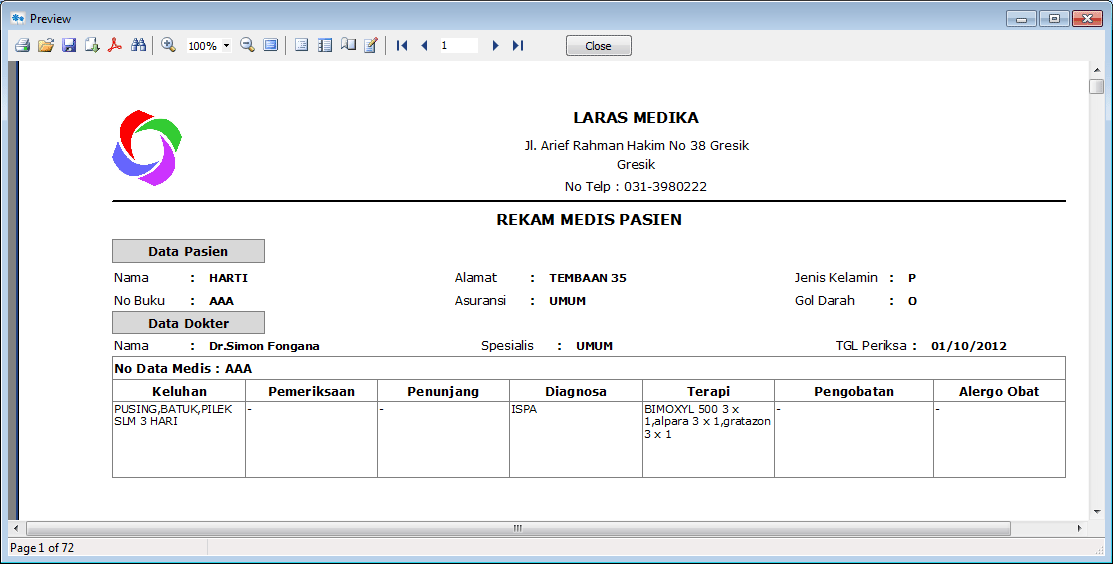 Preview
100% 1 Close
LARAS MEDIKA
Jl. Arief Rahman Hakim No 38 Gresik
Gresik
No Telp : 031-3980222
REKAM MEDIS PASIEN
Data Pasien
Nama : HARTI Alamat : TEMBAAN 35 Jenis Kelamin : P
No Buku : AAA Asuransi : UMUM Gol Darah : O
Data Dokter
Nama : Dr.Simon Fongana Spesialis : UMUM TGL Periksa : 01/10/2012
No Data Medis : AAA
Keluhan Pemeriksaan Penunjang Diagnosa Terapi Pengobatan Alergo Obat
PUSING,BATUK,PILEK - - ISPA BIMOXYL 500 3 x - -
SLM 3 HARI 1,alpara 3 x 1,gratazon
3 x 1
Page 1 of 72